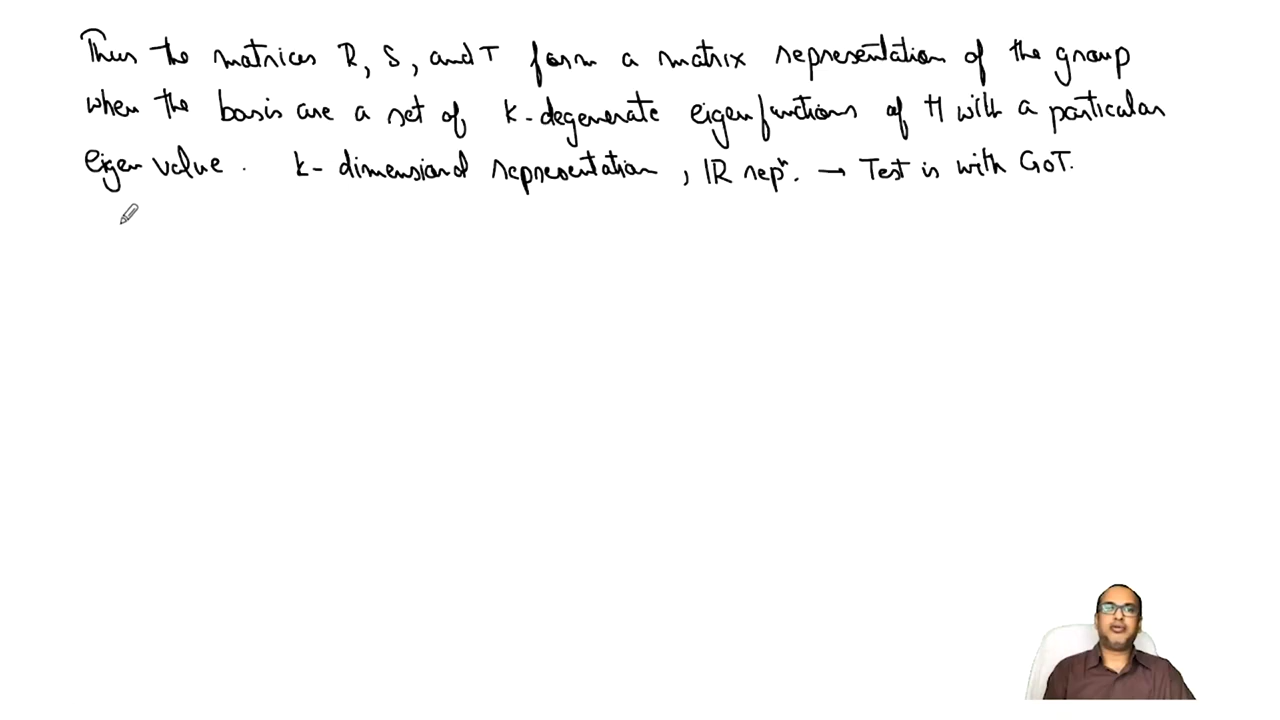 Thus the matrices R, S, and T form a matrix representation of the group
when the basis are a set of k-degenerate eigenfunctions of H with a particular
eigen value. k-dimensional representation, IR repⁿ. → Test is with GOT.